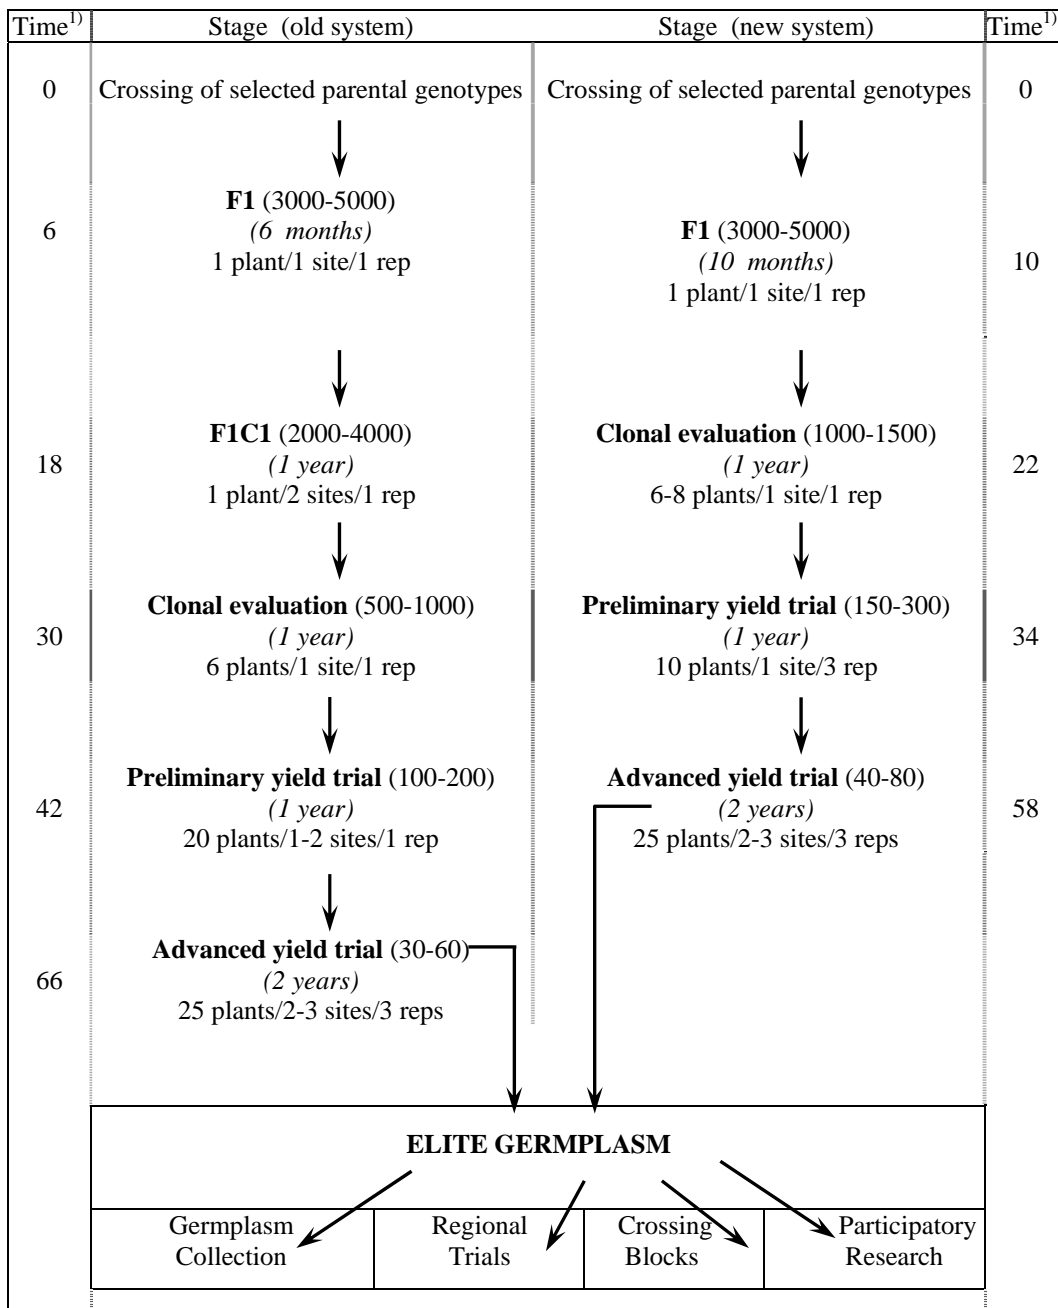 Time1) Stage (old system) Stage (new system) Time1)
0 Crossing of selected parental genotypes Crossing of selected parental genotypes 0
F1 (3000-5000)
6 (6 months)
1 plant/1 site/1 rep
F1 (3000-5000)
(10 months) 10
1 plant/1 site/1 rep
F1C1 (2000-4000) Clonal evaluation (1000-1500)
18 (1 year) (1 year) 22
1 plant/2 sites/1 rep 6-8 plants/1 site/1 rep
Clonal evaluation (500-1000) Preliminary yield trial (150-300)
30 (1 year) (1 year) 34
6 plants/1 site/1 rep 10 plants/1 site/3 rep
Preliminary yield trial (100-200) Advanced yield trial (40-80)
42 (1 year) (2 years) 58
20 plants/1-2 sites/1 rep 25 plants/2-3 sites/3 reps
Advanced yield trial (30-60)
66 (2 years)
25 plants/2-3 sites/3 reps
ELITE GERMPLASM
Germplasm Regional Crossing Participatory
Collection Trials Blocks Research